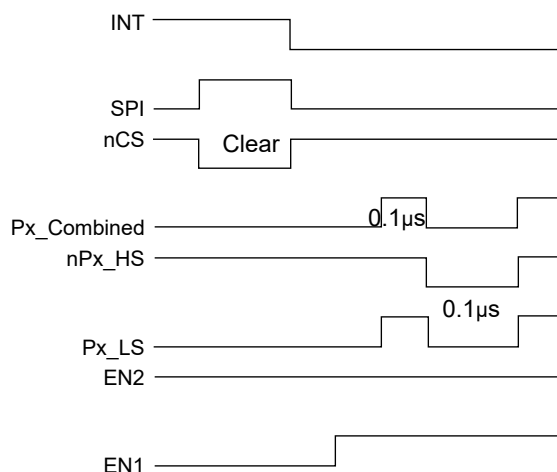 INT
SPI
nCS
Clear
Px_Combined
0.1µs
nPx_HS
0.1µs
Px_LS
EN2
EN1